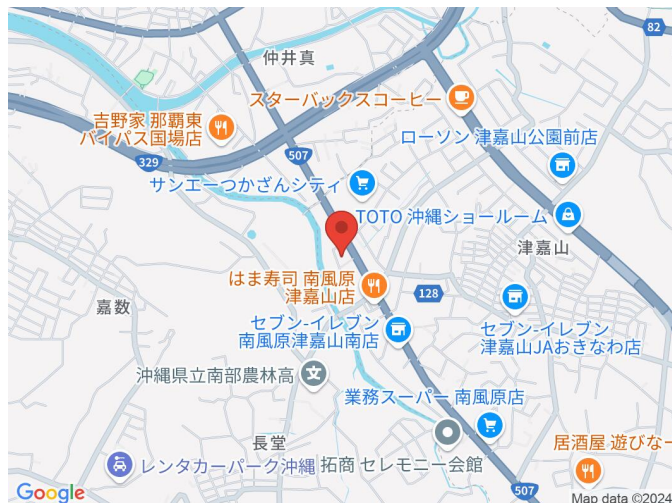 82
仲井真
スターバックスコーヒー
吉野家 那覇東
バイパス国場店
ローソン 津嘉山公園前店
507
329
サンエーつかざんシティ
TOTO 沖縄ショールーム
津嘉山
はま寿司 南風原
津嘉山店
128
嘉数
セブン-イレブン
南風原津嘉山南店
セブン-イレブン
津嘉山JAおきなわ店
沖縄県立南部農林高
文
業務スーパー 南風原店
長堂
居酒屋 遊びなー
レンタカーパーク沖縄
拓商 セレモニー会館
507
Google
Map data ©2024